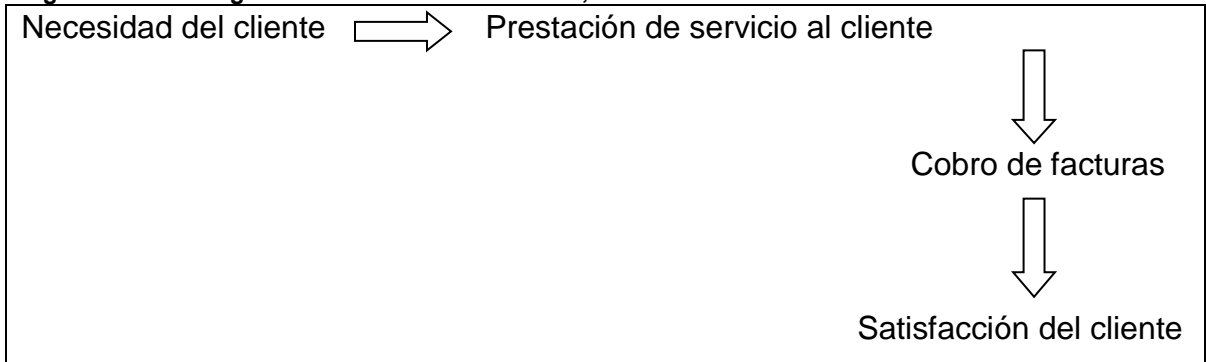 Necesidad del cliente Prestación de servicio al cliente
Cobro de facturas
Satisfacción del cliente